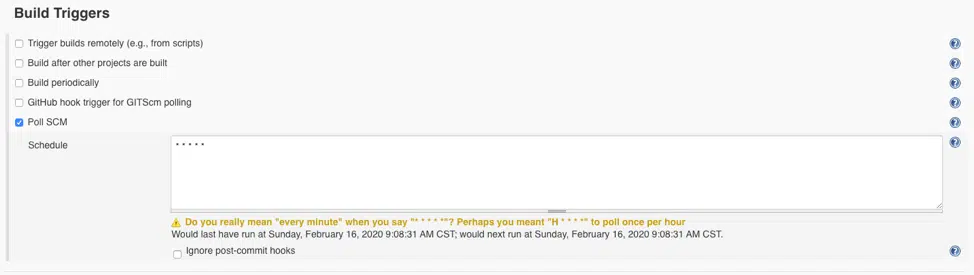 Build Triggers
Trigger builds remotely (e.g., from scripts)
Build after other projects are built
Build periodically
GitHub hook trigger for GITScm polling
Poll SCM
Schedule
* * * * *
Do you really mean "every minute" when you say "* * * * *"? Perhaps you meant "H * * * *" to poll once per hour
Would last have run at Sunday, February 16, 2020 9:08:31 AM CST; would next run at Sunday, February 16, 2020 9:08:31 AM CST.
Ignore post-commit hooks